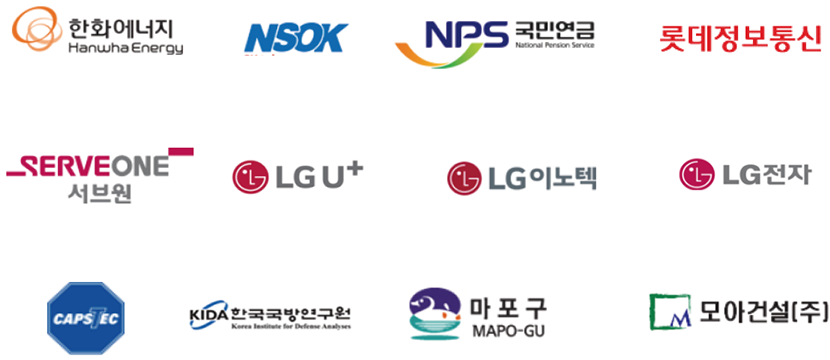 한화에너지
Hanwha Energy
NSOK
NPS 국민연금
National Pension Service
롯데정보통신
SERVEONE
서브원
LG U+
LG이노텍
LG전자
CAPSTEC
KIDA 한국국방연구원
Korea Institute for Defense Analyses
마포구
MAPO-GU
모아건설(주)